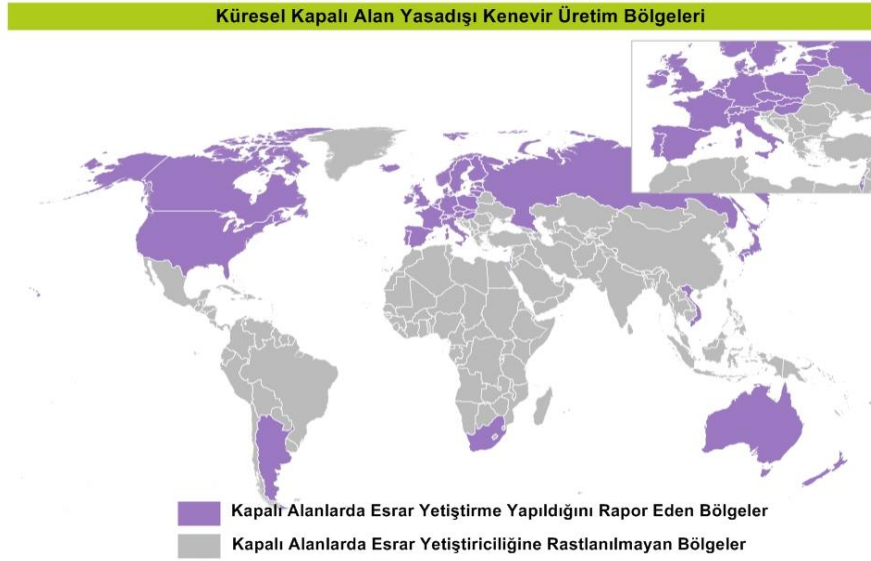 Küresel Kapalı Alan Yasadışı Kenevir Üretim Bölgeleri
Kapalı Alanlarda Esrar Yetiştirme Yapıldığını Rapor Eden Bölgeler
Kapalı Alanlarda Esrar Yetiştiriciliğine Rastlanılmayan Bölgeler